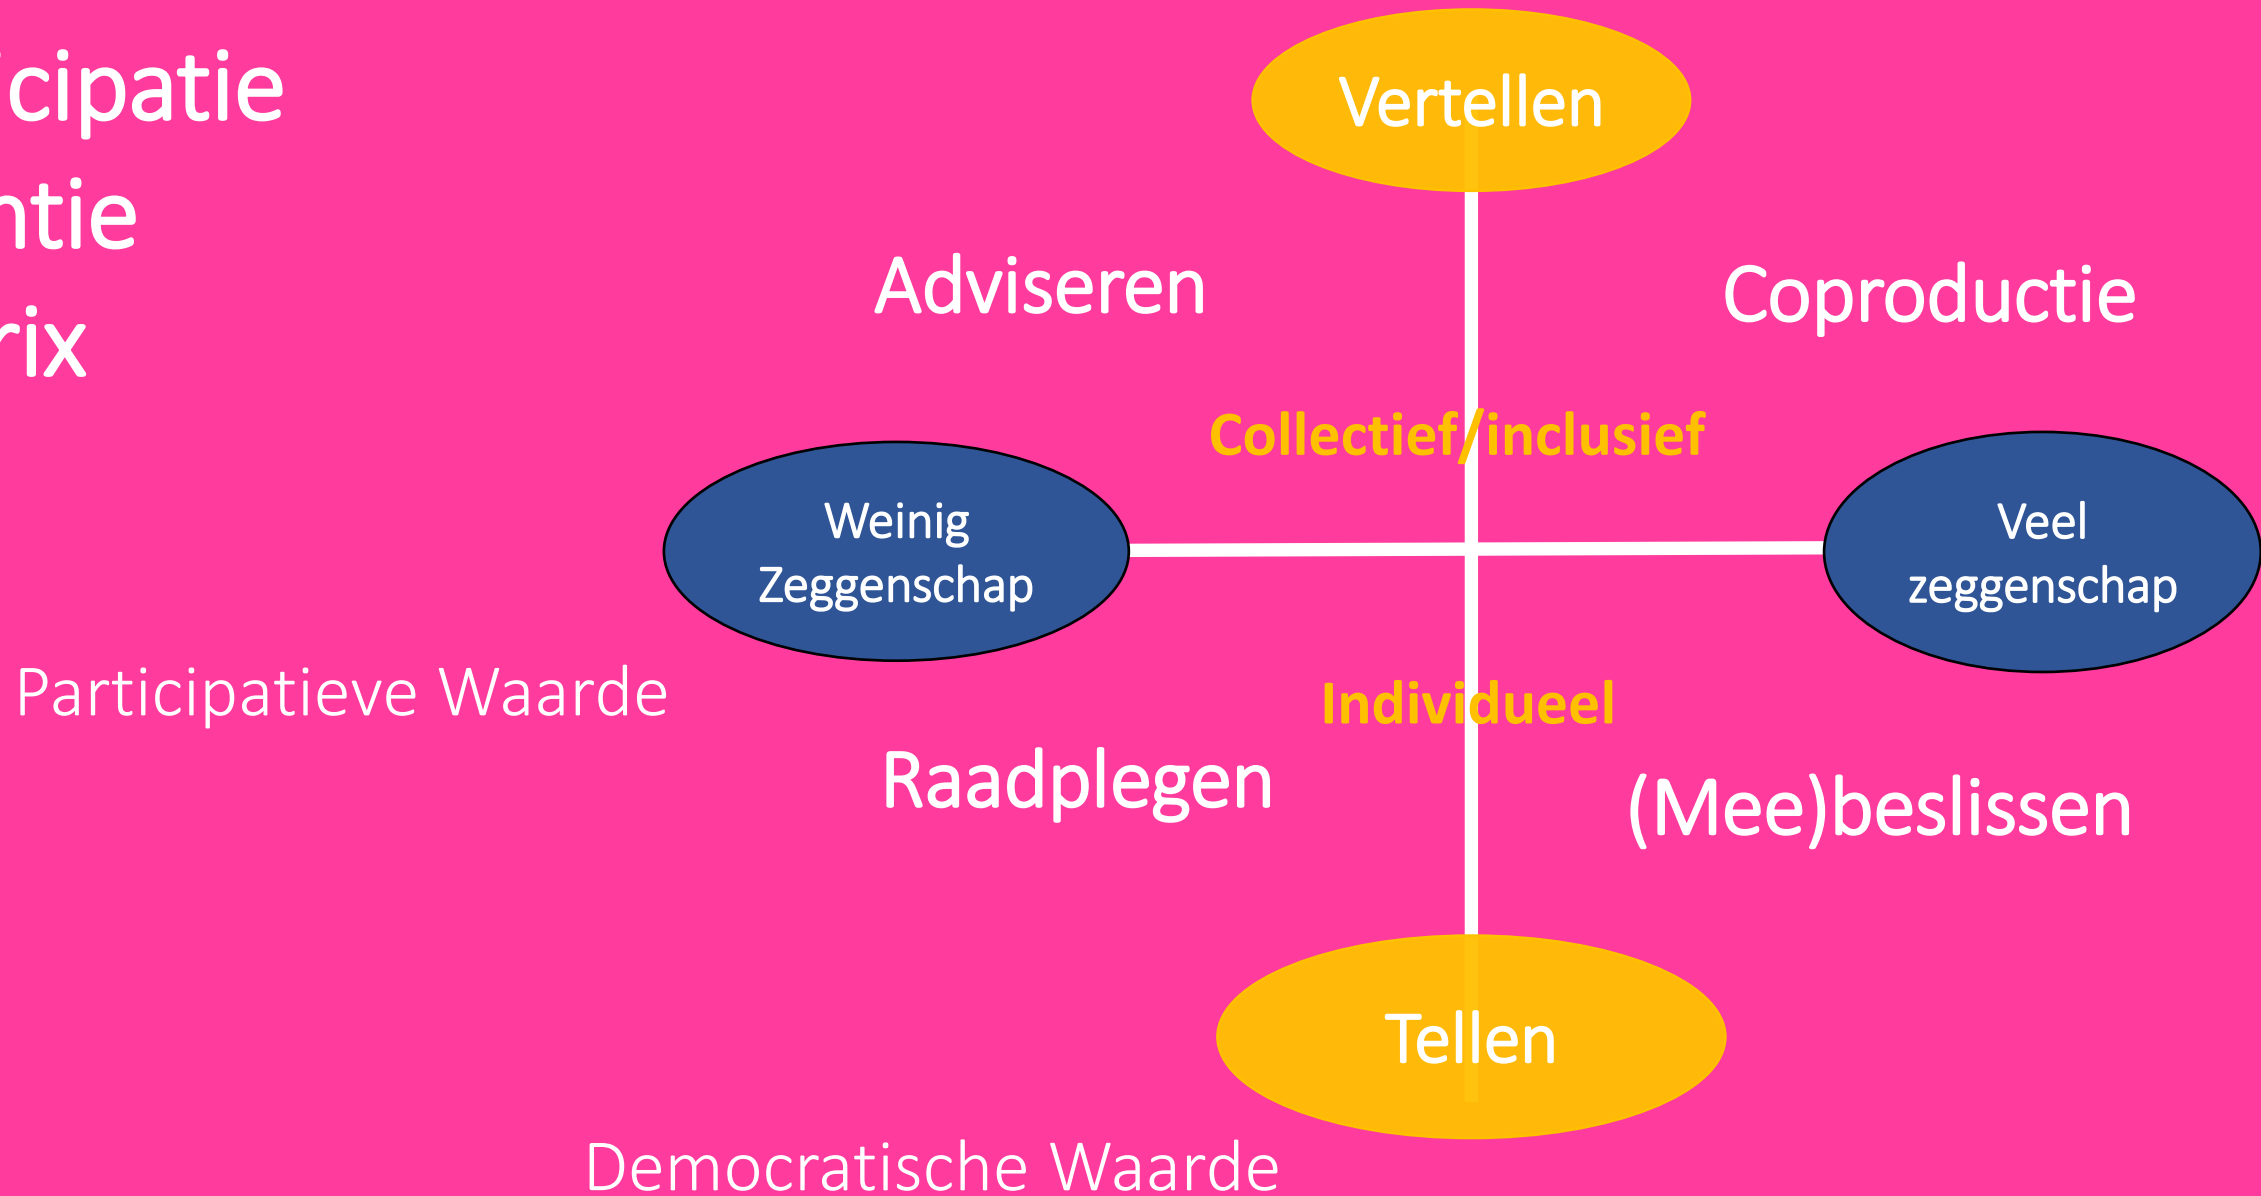 icipatie
ntie
rix
Vertellen
Adviseren
Coproductie
Collectief/inclusief
Weinig
Zeggenschap
Veel
zeggenschap
Participatieve Waarde
Individueel
Raadplegen
(Mee)beslissen
Tellen
Democratische Waarde